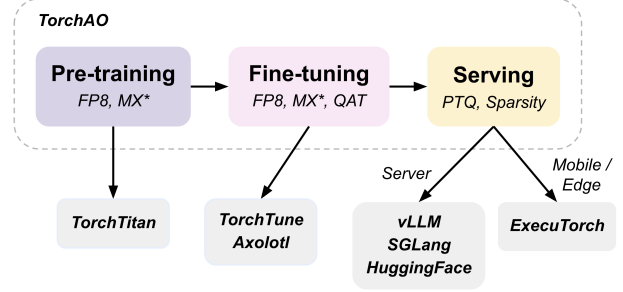 TorchAO
Pre-training
FP8, MX*
Fine-tuning
FP8, MX*, QAT
Serving
PTQ, Sparsity
Server
Mobile /
Edge
TorchTitan
TorchTune
Axolotl
vLLM
SGLang
HuggingFace
ExecuTorch